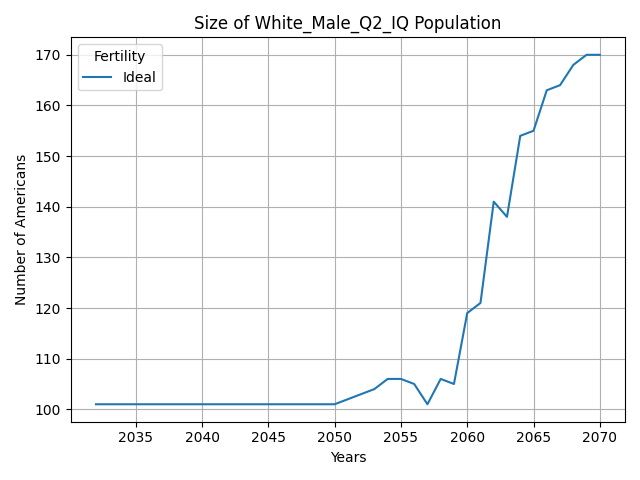 Size of White_Male_Q2_IQ Population
Fertility
Ideal
Number of Americans
170
160
150
140
130
120
110
100
2035 2040 2045 2050 2055 2060 2065 2070
Years